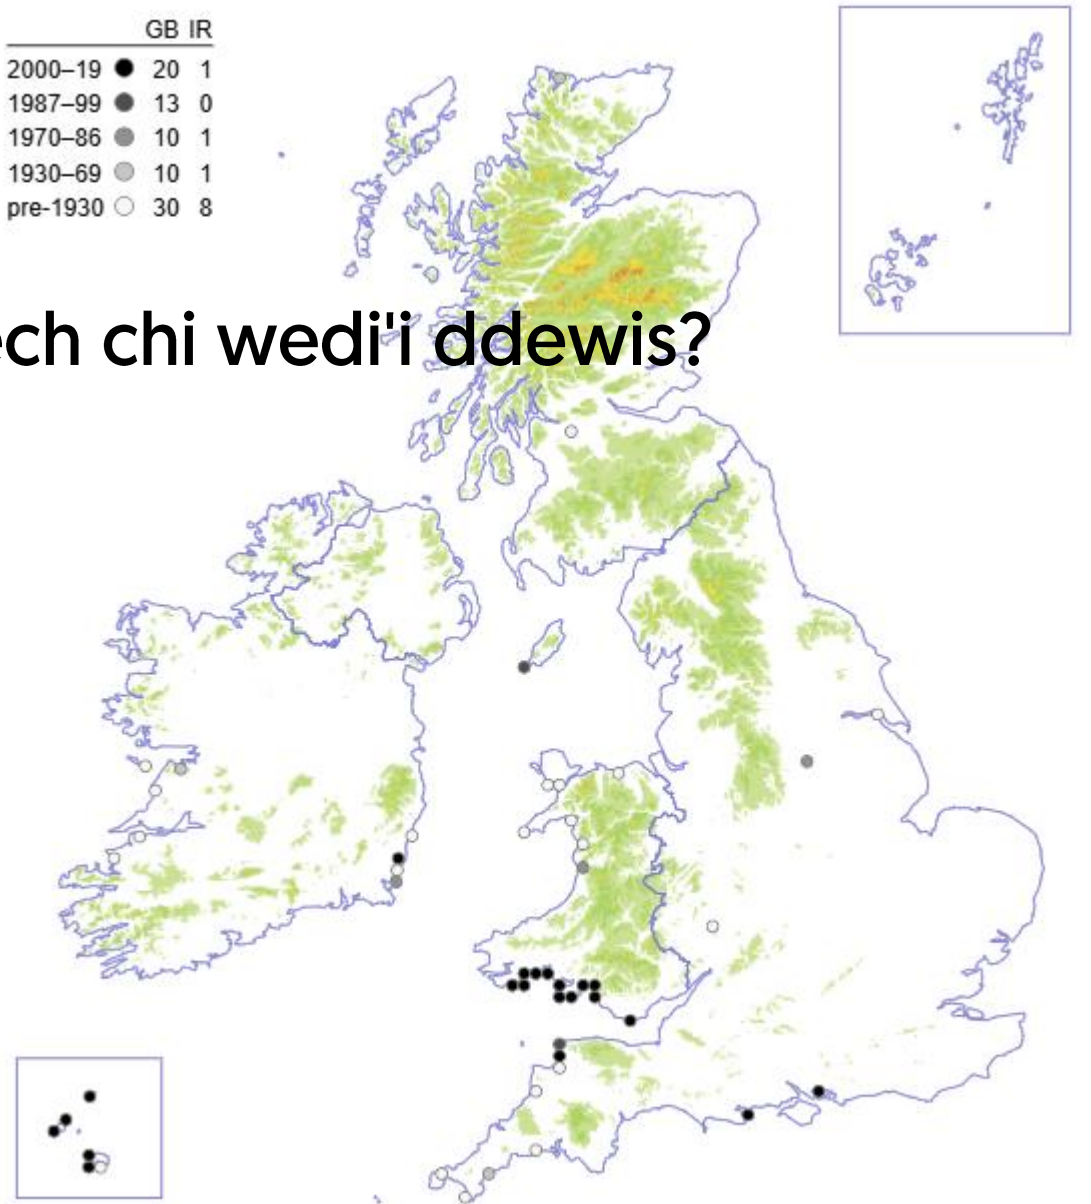 GB IR
2000–19 20 1
1987–99 13 0
1970–86 10 1
1930–69 10 1
pre-1930 30 8
ch chi wedi'i ddewis?